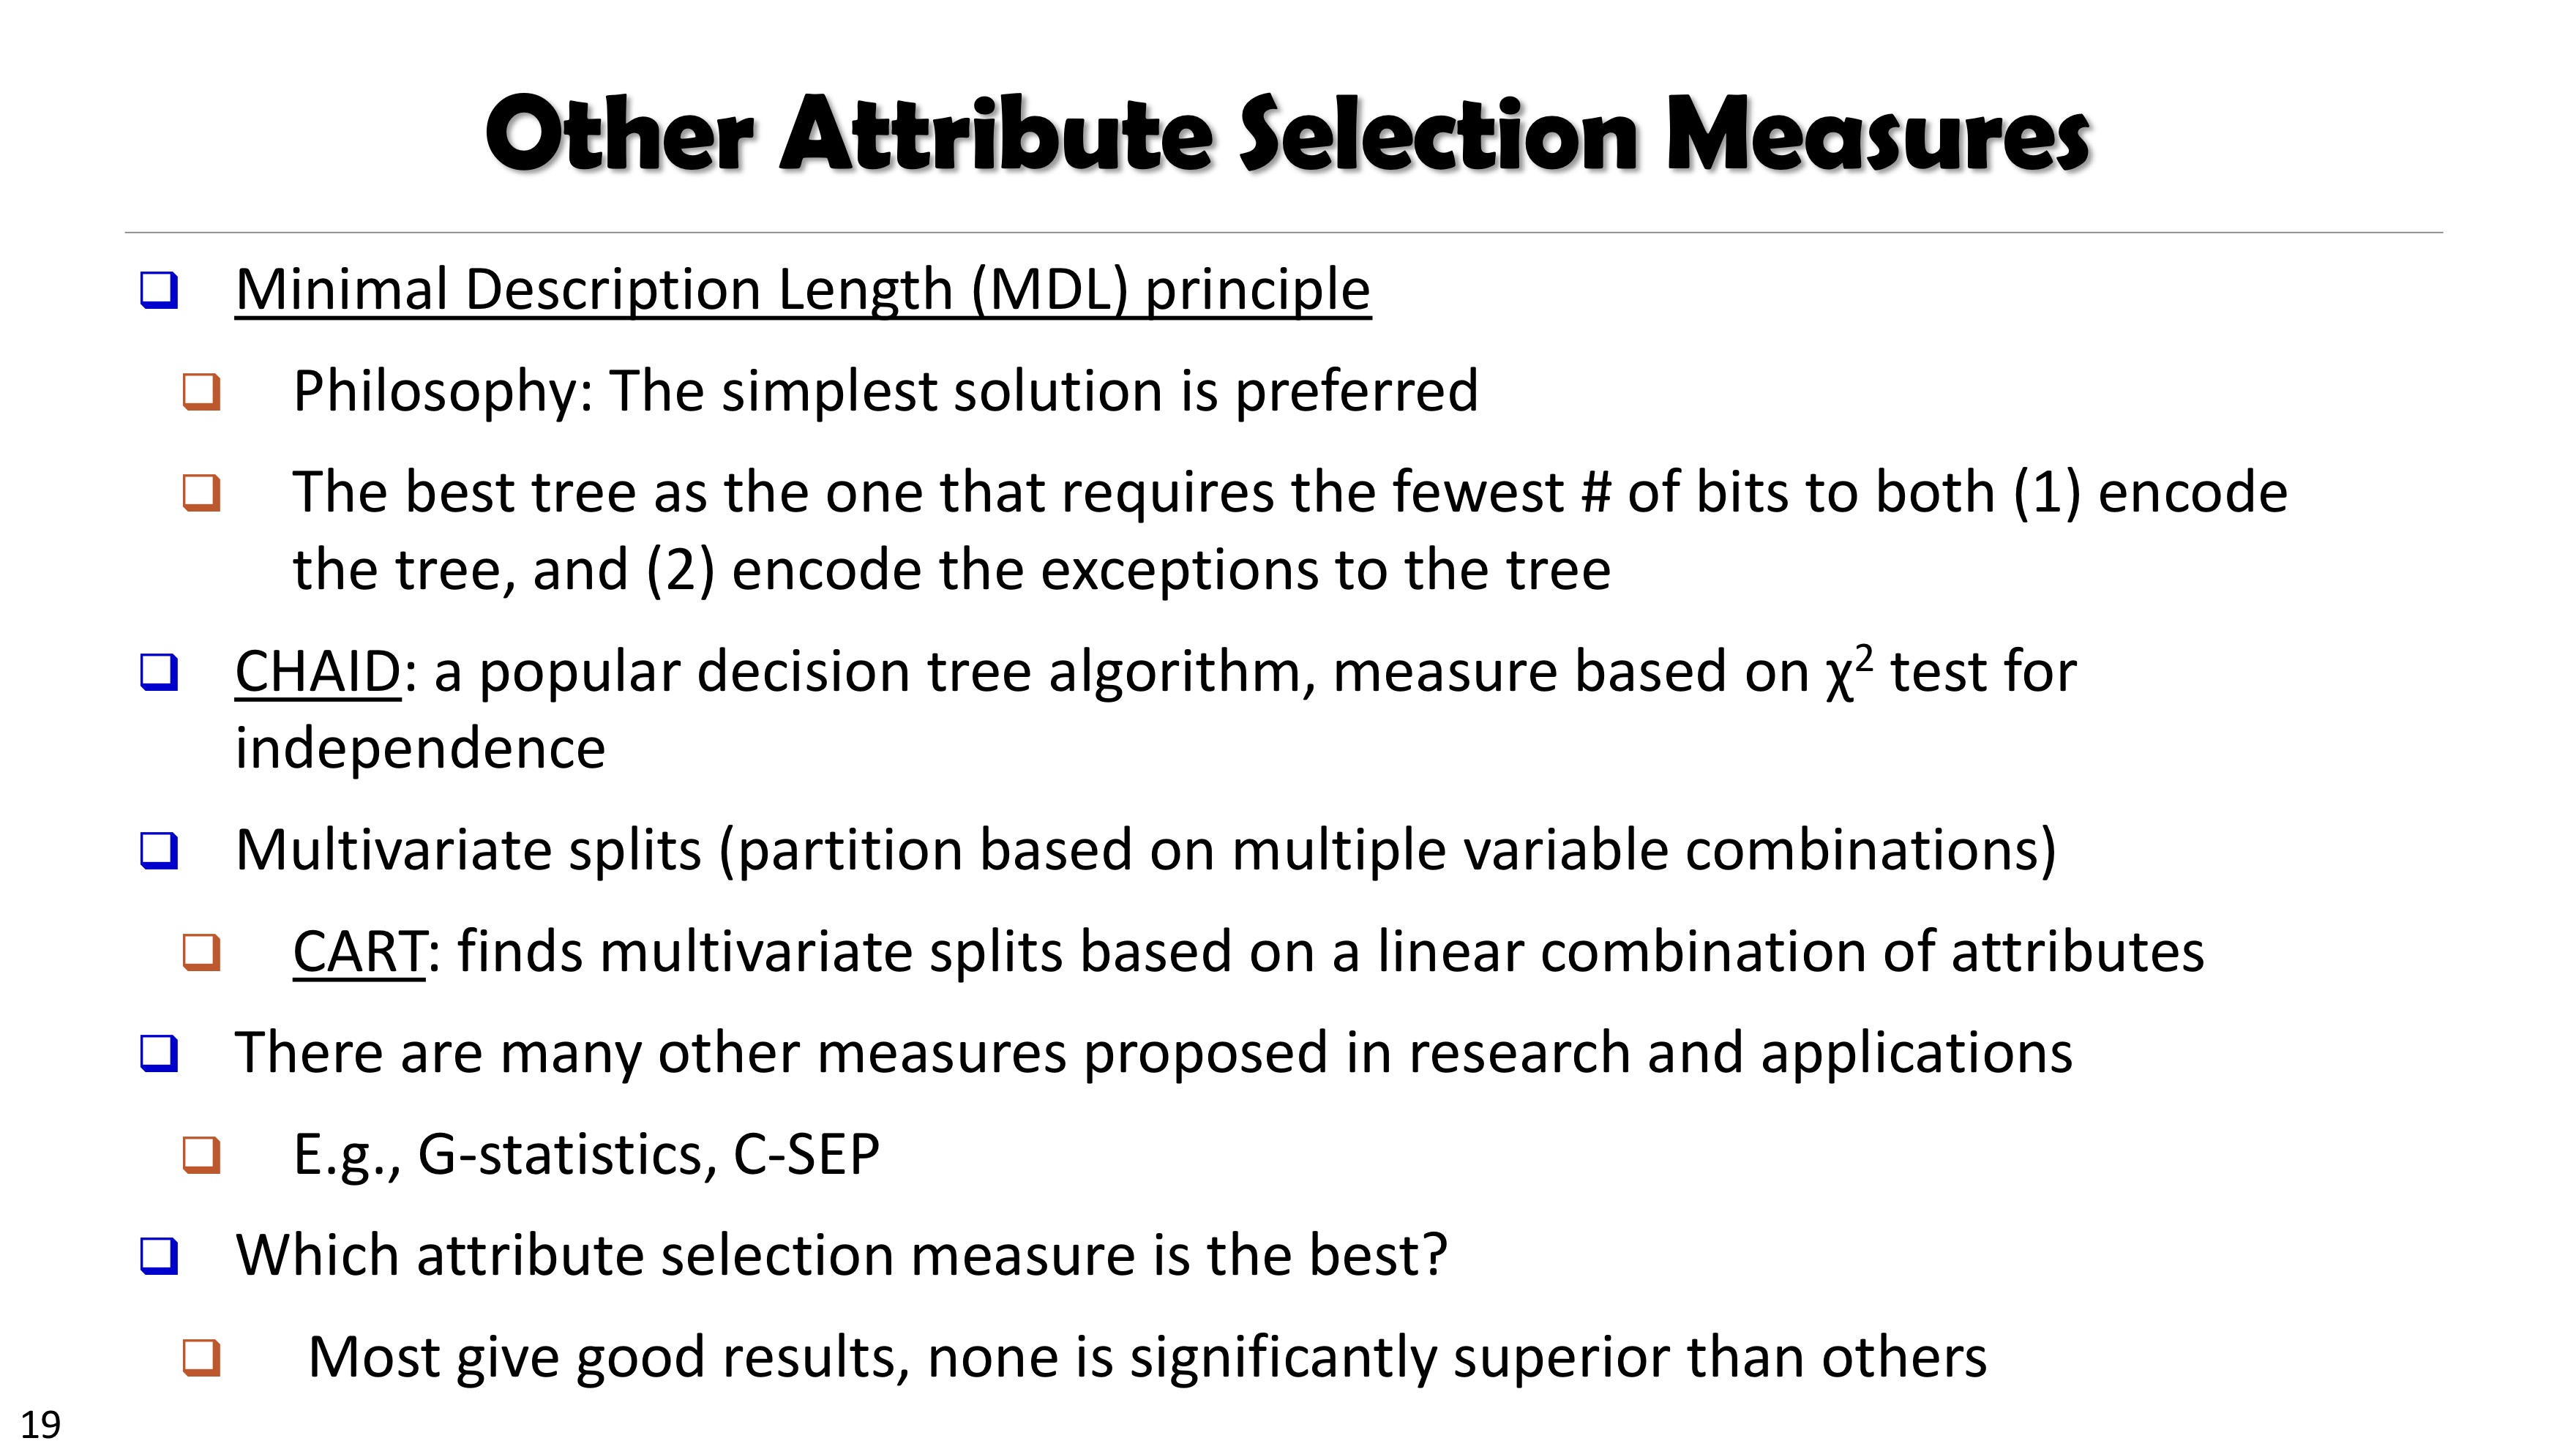 Other Attribute Selection Measures
Minimal Description Length (MDL) principle
Philosophy: The simplest solution is preferred
The best tree as the one that requires the fewest # of bits to both (1) encode
the tree, and (2) encode the exceptions to the tree
CHAID: a popular decision tree algorithm, measure based on χ² test for
independence
Multivariate splits (partition based on multiple variable combinations)
CART: finds multivariate splits based on a linear combination of attributes
There are many other measures proposed in research and applications
E.g., G-statistics, C-SEP
Which attribute selection measure is the best?
Most give good results, none is significantly superior than others
19